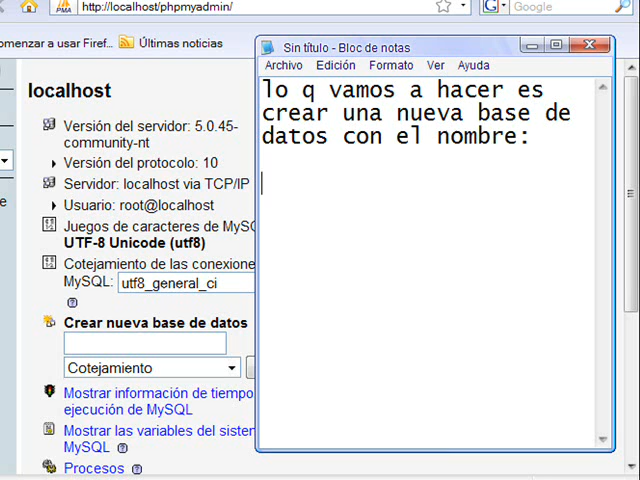 http://localhost/phpmyadmin/
Google
omenzar a usar Firef...
Últimas noticias
Sin título - Bloc de notas
Archivo Edición Formato Ver Ayuda
lo q vamos a hacer es
crear una nueva base de
datos con el nombre:
localhost
Versión del servidor: 5.0.45-
community-nt
Versión del protocolo: 10
Servidor: localhost via TCP/IP
Usuario: root@localhost
Juegos de caracteres de MySQ
UTF-8 Unicode (utf8)
Cotejamiento de las conexione
MySQL: utf8_general_ci
Crear nueva base de datos
Cotejamiento
Mostrar información de tiempo
ejecución de MySQL
Mostrar las variables del sister
MySQL
Procesos